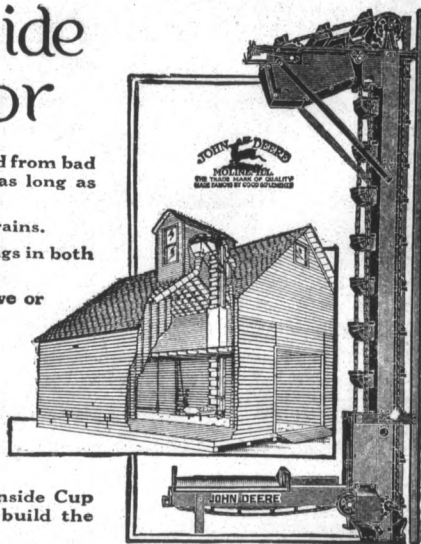 ide
or
d from bad
as long as
rains.
gs in both
ve or
JOHN DEERE
MOLINE, ILL.
THE TRADE MARK OF QUALITY
MADE FAMOUS BY GOOD IMPLEMENTS
JOHN DEERE
nside Cup
build the